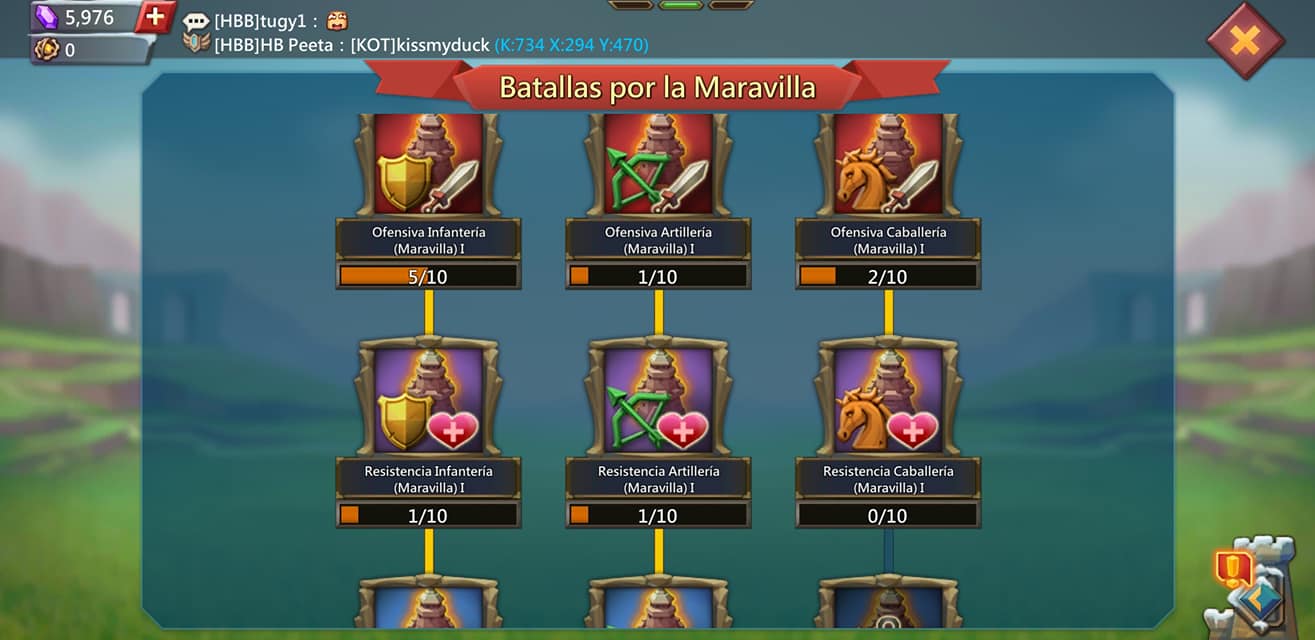 5,976
[HBB]tugy1 :
0
[HBB]HB Peeta : [KOT]kissmyduck (K:734 X:294 Y:470)
Batallas por la Maravilla
Ofensiva Infantería
(Maravilla) I
5/10
Ofensiva Artillería
(Maravilla) I
1/10
Ofensiva Caballería
(Maravilla) I
2/10
Resistencia Infantería
(Maravilla) I
1/10
Resistencia Artillería
(Maravilla) I
1/10
Resistencia Caballería
(Maravilla) I
0/10